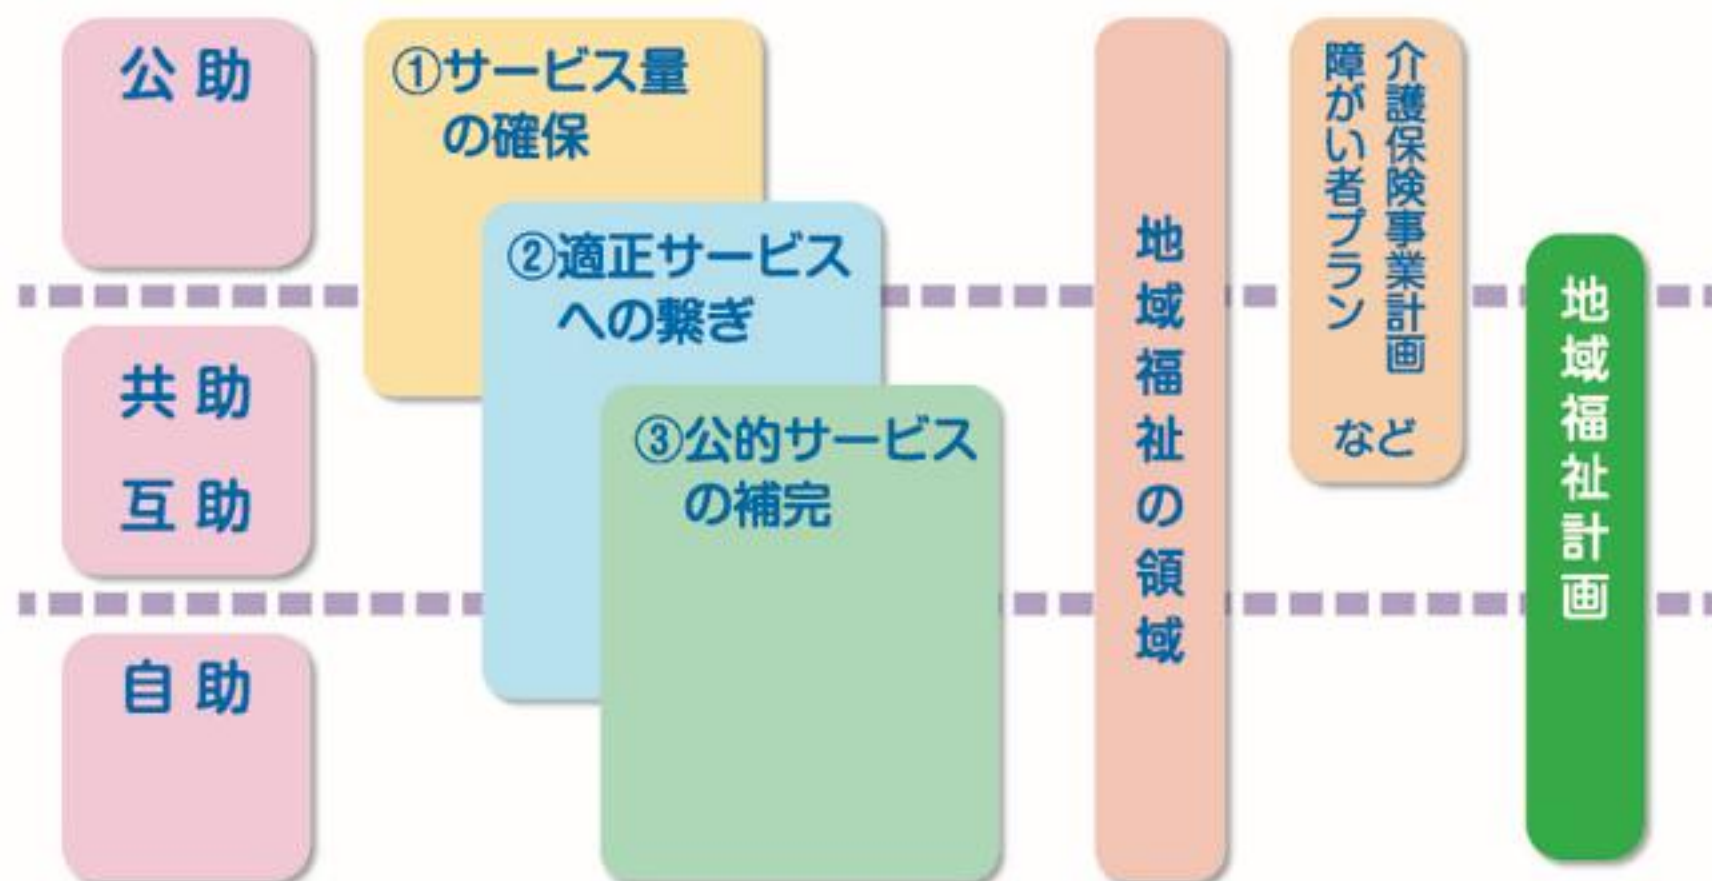 公助
共助
互助
自助
①サービス量
の確保
②適正サービス
への繋ぎ
③公的サービス
の補完
地域福祉の領域
介護保険事業計画
障がい者プラン
など
地域福祉計画